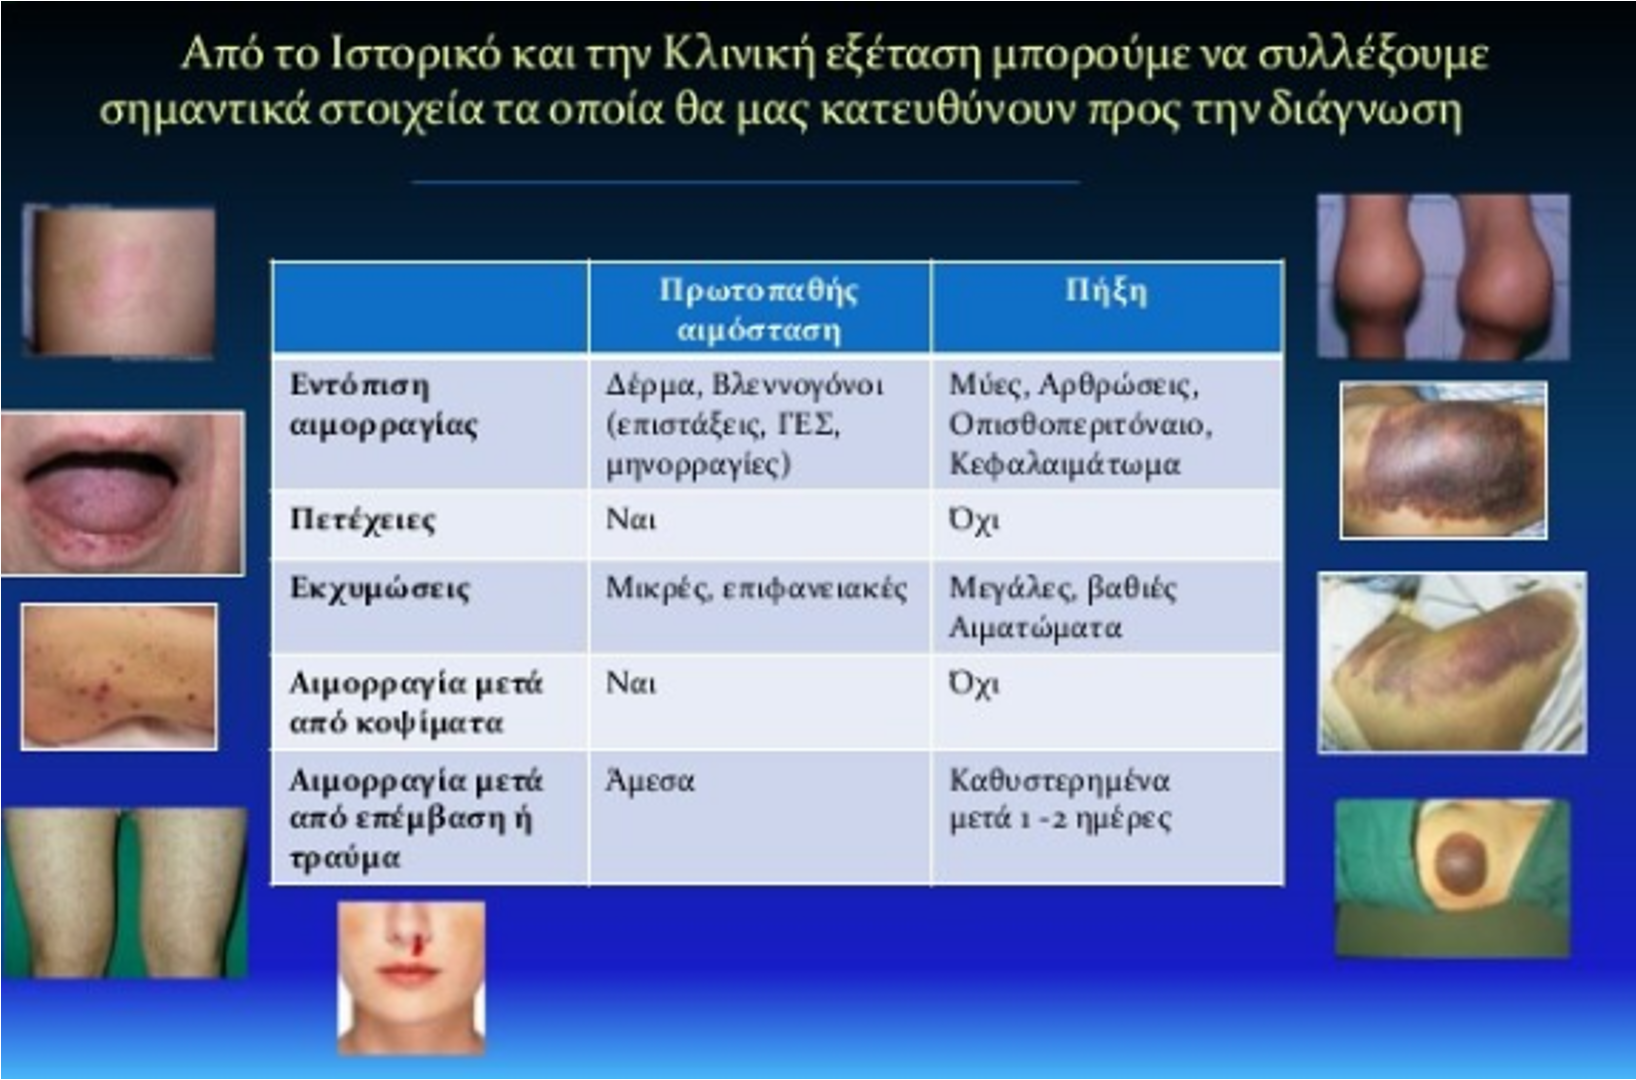 Από το Ιστορικό και την Κλινική εξέταση μπορούμε να συλλέξουμε
σημαντικά στοιχεία τα οποία θα μας κατευθύνουν προς την διάγνωση
Πρωτοπαθής
αιμόσταση
Πήξη
Εντόπιση
αιμορραγίας
Δέρμα, Βλεννογόνοι
(επιστάξεις, ΓΕΣ,
μηνορραγίες)
Μύες, Αρθρώσεις,
Οπισθοπεριτόναιο,
Κεφαλαιμάτωμα
Πετέχειες
Ναι
Όχι
Εκχυμώσεις
Μικρές, επιφανειακές
Μεγάλες, βαθιές
Αιματώματα
Αιμορραγία μετά
από κοψίματα
Ναι
Όχι
Αιμορραγία μετά
από επέμβαση ή
τραύμα
Άμεσα
Καθυστερημένα
μετά 1 -2 ημέρες